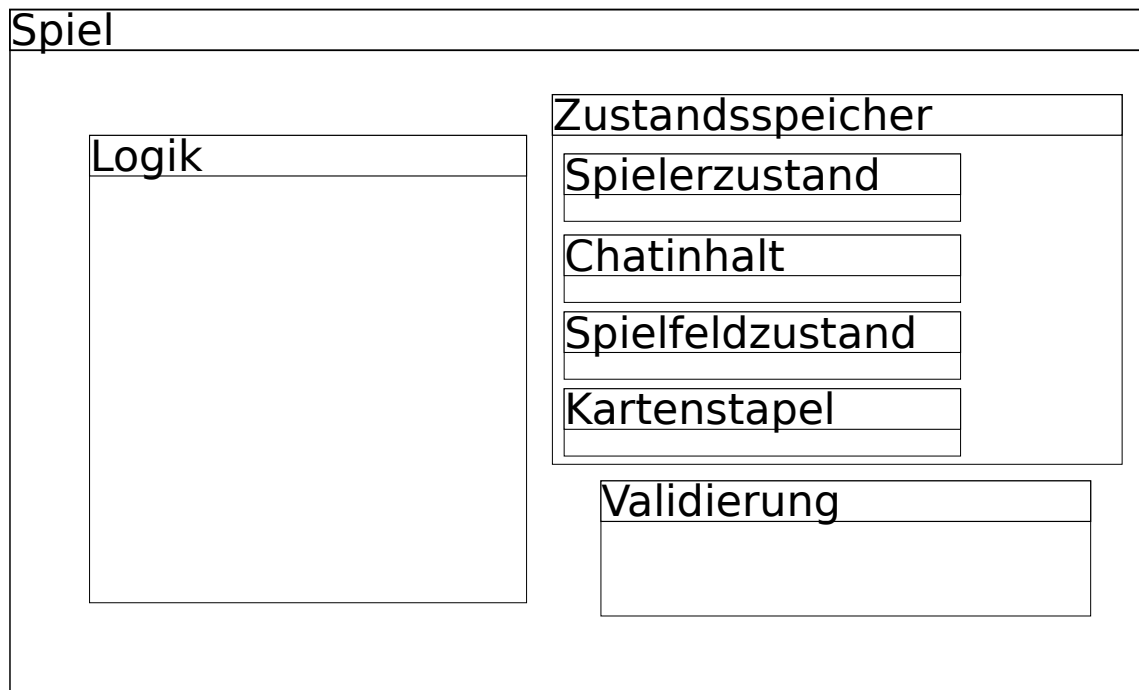 Spiel
Logik
Zustandsspeicher
Spielerzustand
Chatinhalt
Spielfeldzustand
Kartenstapel
Validierung